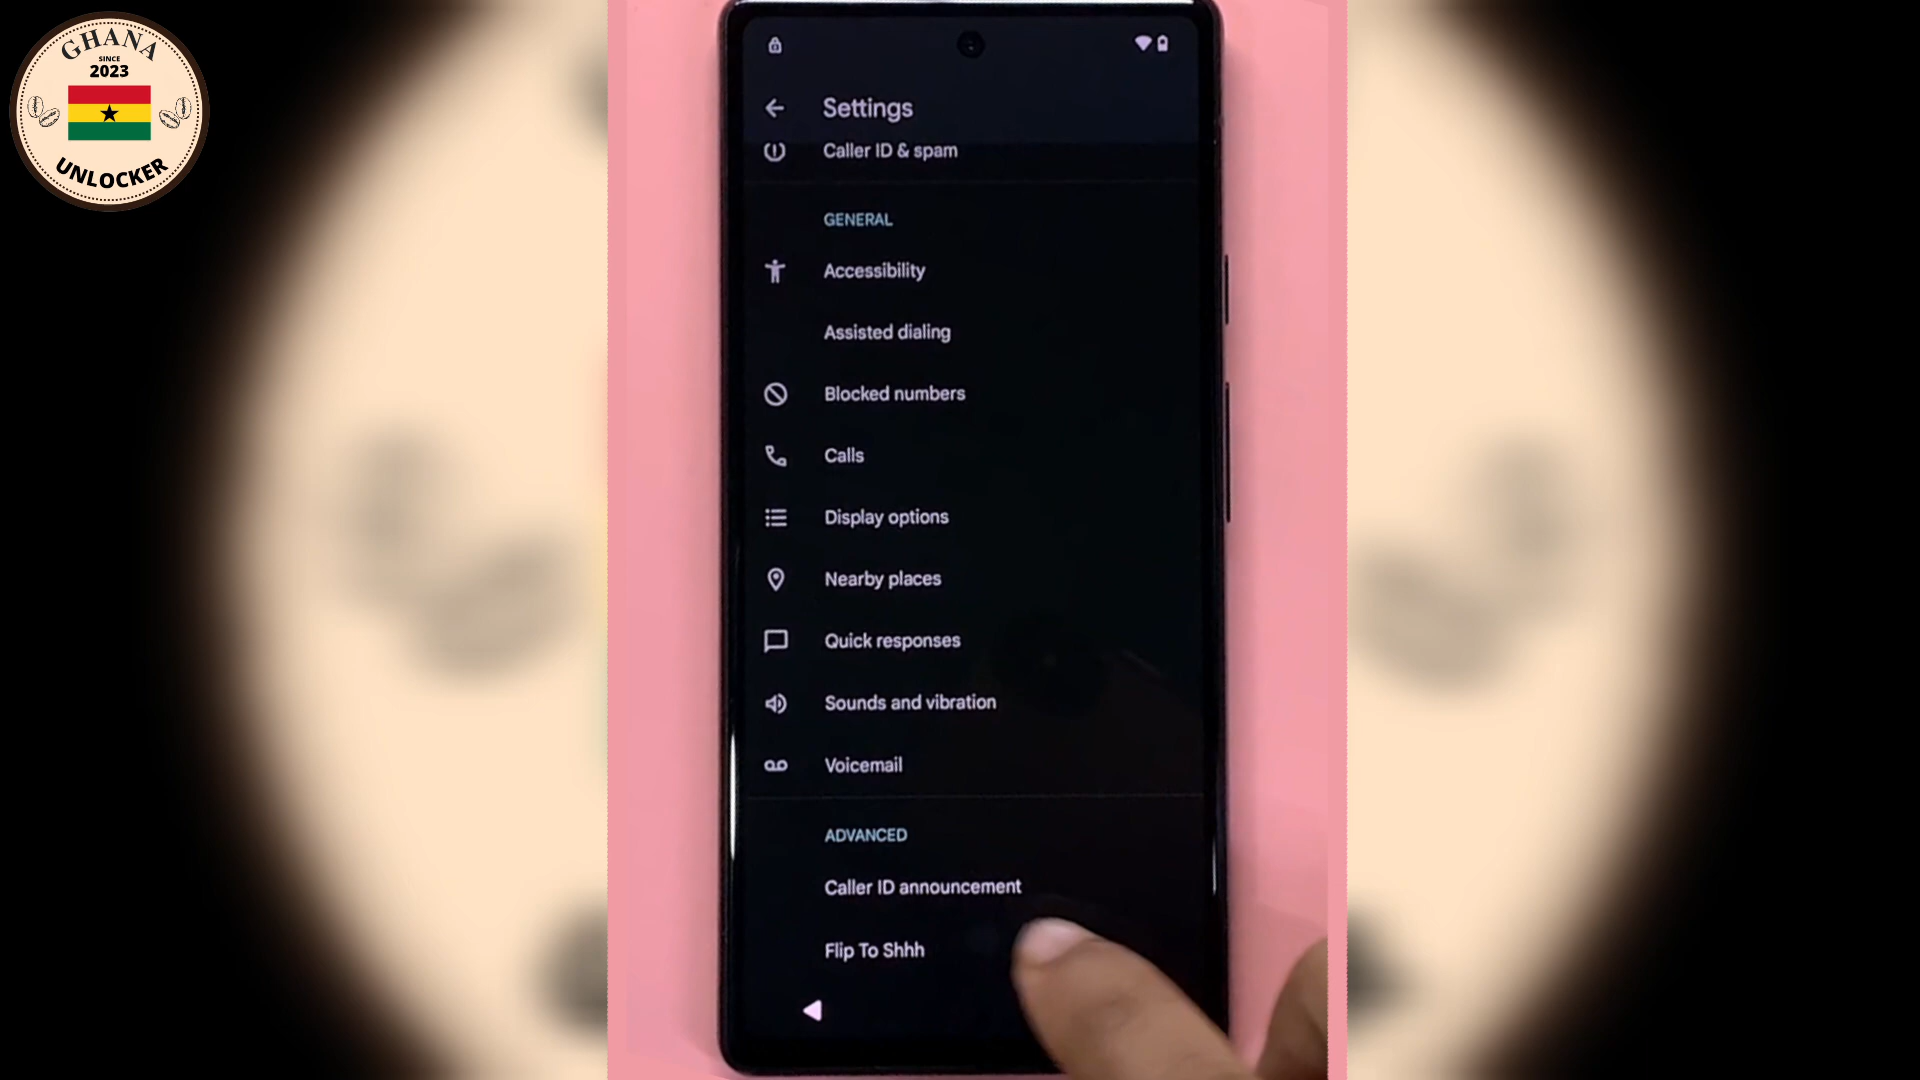 GHANA
SINCE
2023
UNLOCKER
Settings
Caller ID & spam
GENERAL
Accessibility
Assisted dialing
Blocked numbers
Calls
Display options
Nearby places
Quick responses
Sounds and vibration
Voicemail
ADVANCED
Caller ID announcement
Flip To Shhh